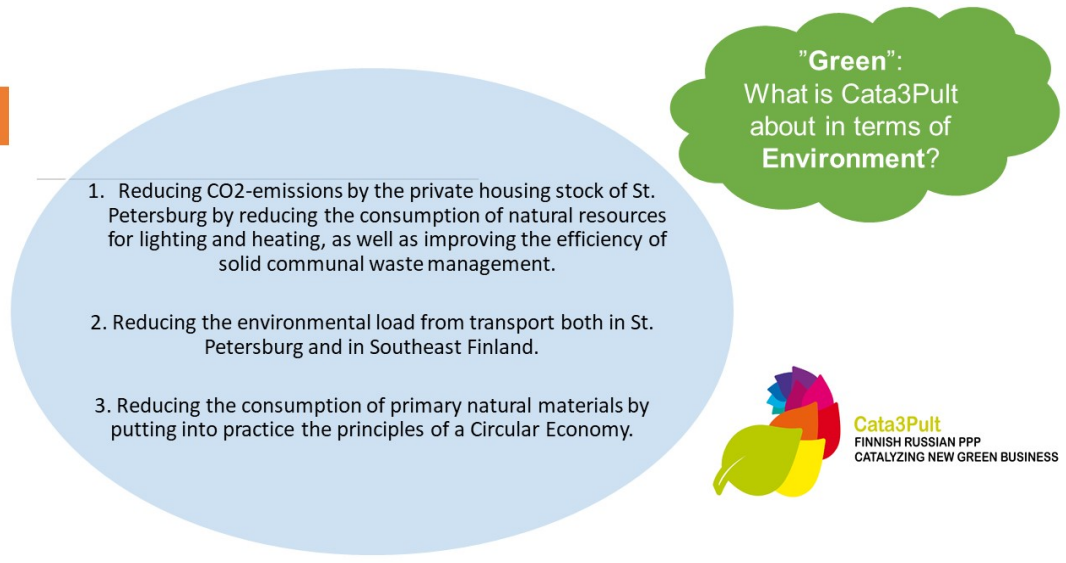 ”Green”:
What is Cata3Pult
about in terms of
Environment?
1. Reducing CO2-emissions by the private housing stock of St.
Petersburg by reducing the consumption of natural resources
for lighting and heating, as well as improving the efficiency of
solid communal waste management.
2. Reducing the environmental load from transport both in St.
Petersburg and in Southeast Finland.
3. Reducing the consumption of primary natural materials by
putting into practice the principles of a Circular Economy.
Cata3Pult
FINNISH RUSSIAN PPP
CATALYZING NEW GREEN BUSINESS